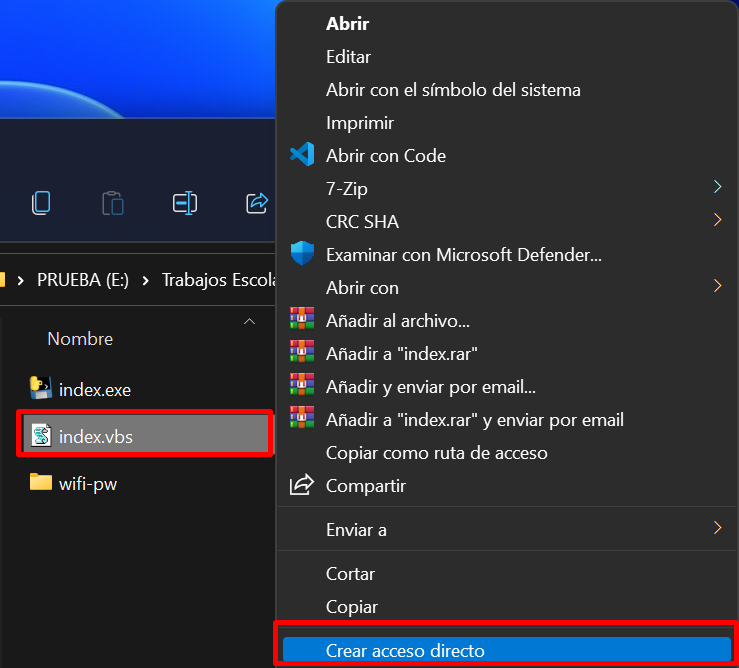 PRUEBA (E:)
Trabajos Escola
Nombre
index.exe
index.vbs
wifi-pw
Abrir
Editar
Abrir con el símbolo del sistema
Imprimir
Abrir con Code
7-Zip
CRC SHA
Examinar con Microsoft Defender...
Abrir con
Añadir al archivo...
Añadir a "index.rar"
Añadir y enviar por email...
Añadir a "index.rar" y enviar por email
Copiar como ruta de acceso
Compartir
Enviar a
Cortar
Copiar
Crear acceso directo